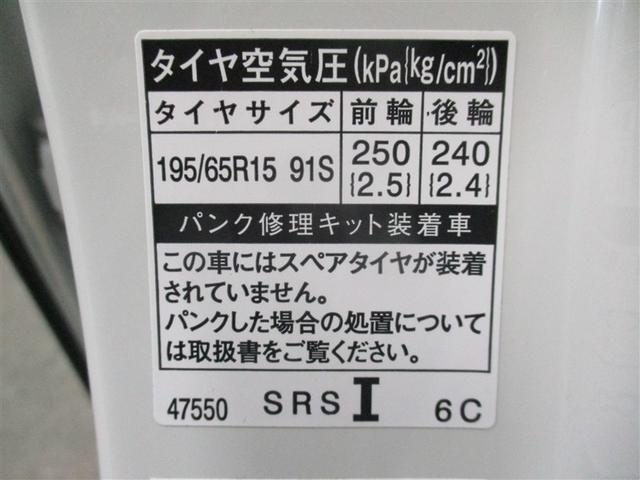 タイヤ空気圧(kPa{kg/cm²})
タイヤサイズ 前輪 後輪
195/65R15 91S 250 {2.5} 240 {2.4}
パンク修理キット装着車
この車にはスペアタイヤが装着
されていません。
パンクした場合の処置について
は取扱書をご覧ください。
47550 SRS I 6C